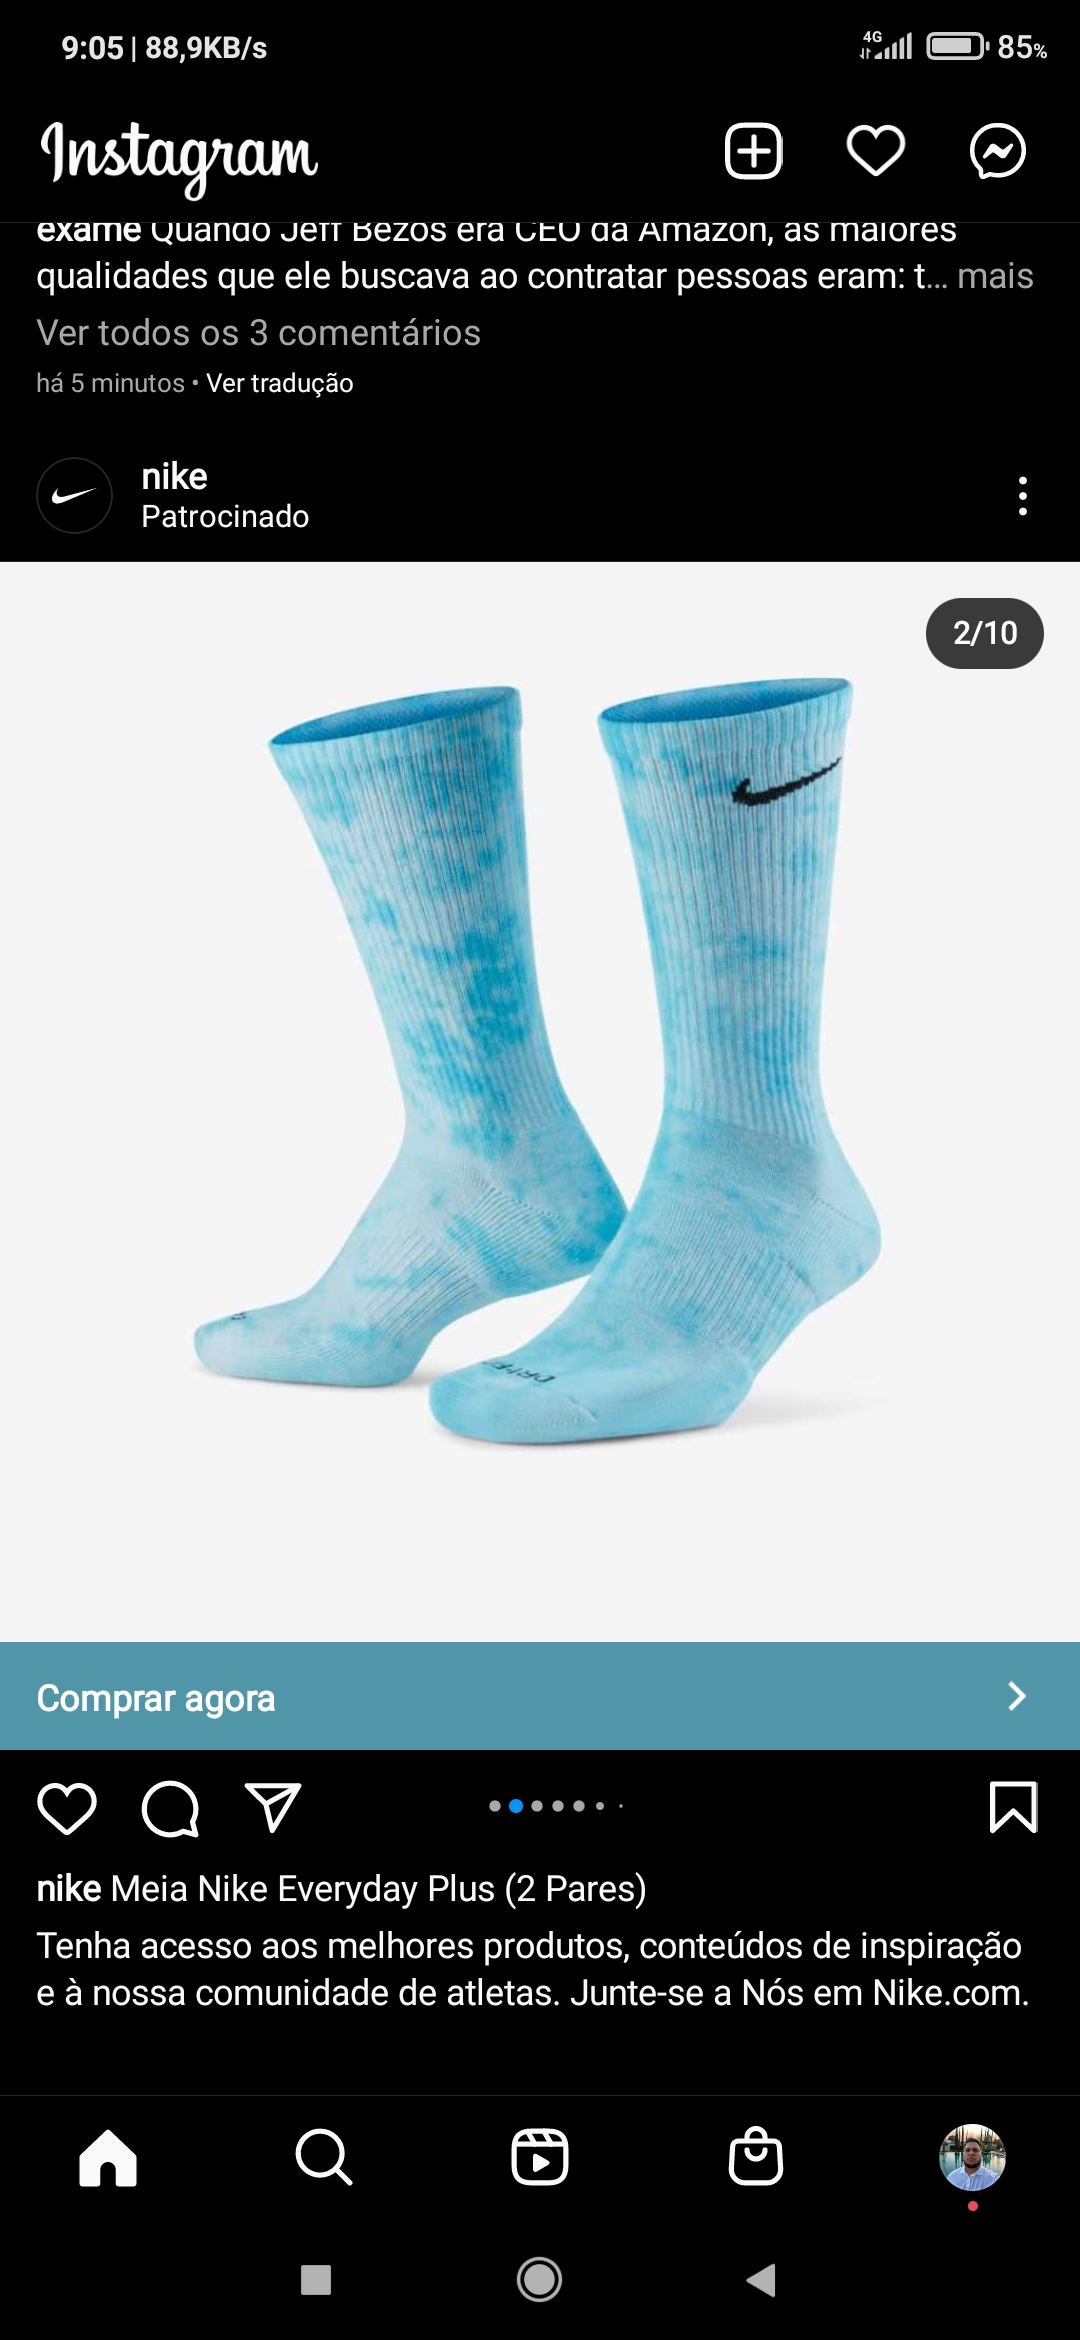 9:05 | 88,9KB/s
4G
85%
Instagram
exame Quando Jeff Bezos era CEO da Amazon, as maiores
qualidades que ele buscava ao contratar pessoas eram: t... mais
Ver todos os 3 comentários
há 5 minutos • Ver tradução
nike
Patrocinado
2/10
Comprar agora
nike Meia Nike Everyday Plus (2 Pares)
Tenha acesso aos melhores produtos, conteúdos de inspiração
e à nossa comunidade de atletas. Junte-se a Nós em Nike.com.